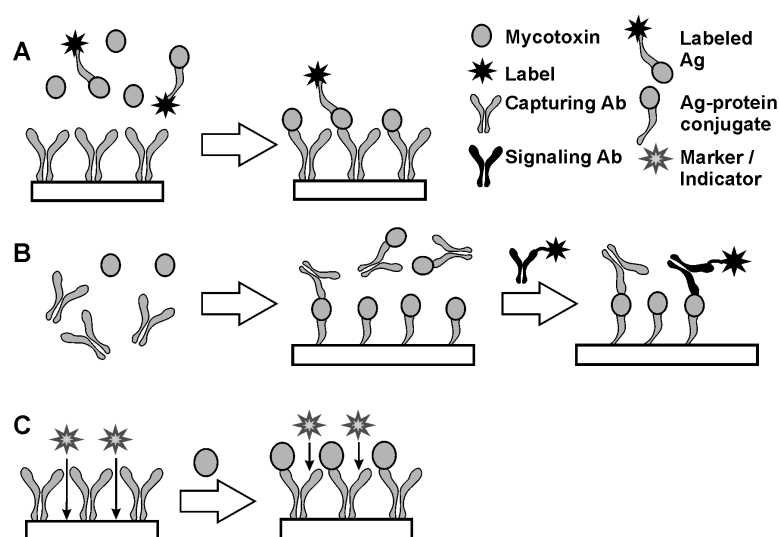 A
Mycotoxin
Label
Capturing Ab
Signaling Ab
Labeled
Ag
Ag-protein
conjugate
Marker /
Indicator
B
C